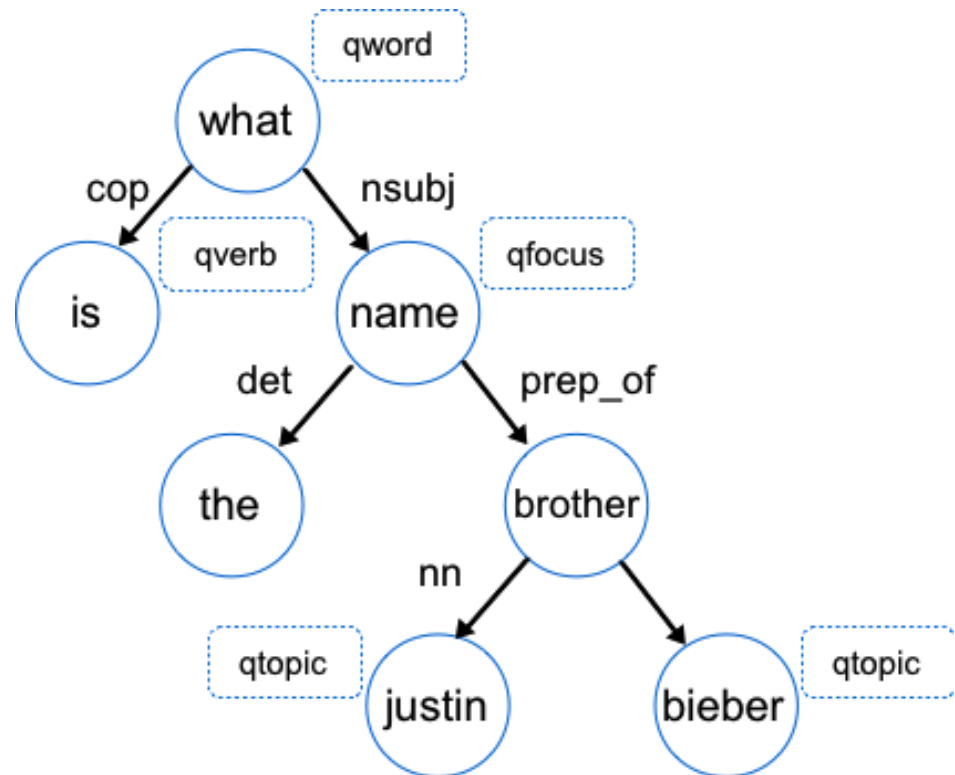 qword
what
cop nsubj
qverb qfocus
is name
det prep_of
the brother
nn
qtopic qtopic
justin bieber